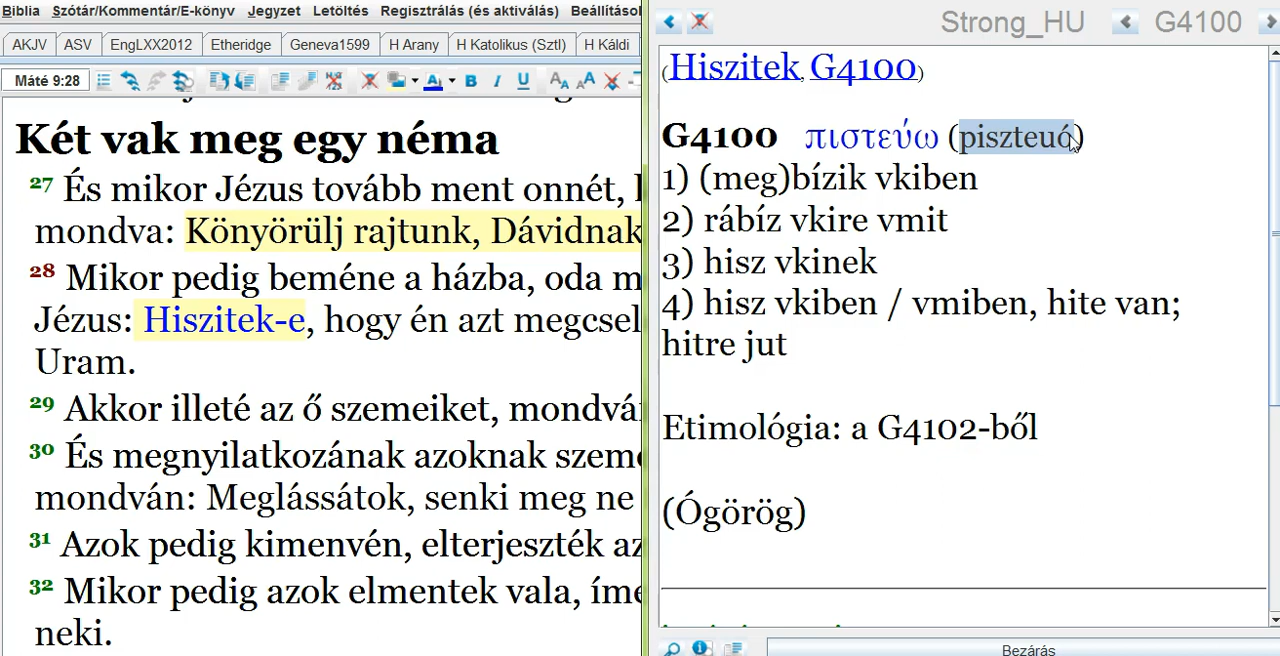 Biblia Szótár/Kommentár/E-könyv Jegyzet Letöltés Regisztrálás (és aktiválás) Beállítások
AKJV ASV EngLXX2012 Etheridge Geneva1599 H Arany H Katolikus (Sztl) H Káldi
Máté 9:28
Két vak meg egy néma
27 És mikor Jézus tovább ment onnét,
mondva: Könyörülj rajtunk, Dávidnak
28 Mikor pedig beméne a házba, oda
Jézus: Hiszitek-e, hogy én azt
Uram.
29 Akkor illeté az ő szemeiket,
30 És megnyilatkozának azoknak
mondván: Meglássátok, senki meg ne
31 Azok pedig kimenvén, elterjeszték
32 Mikor pedig azok elmentek vala, íme
neki.
Strong_HU G4100
(Hiszitek, G4100)
G4100 πιστεύω (piszteuó)
1) (meg)bízik vkiben
2) rábíz vkire vmit
3) hisz vkinek
4) hisz vkiben / vmiben, hite van;
hitre jut
Etimológia: a G4102-ből
(Ógörög)
Bezárás